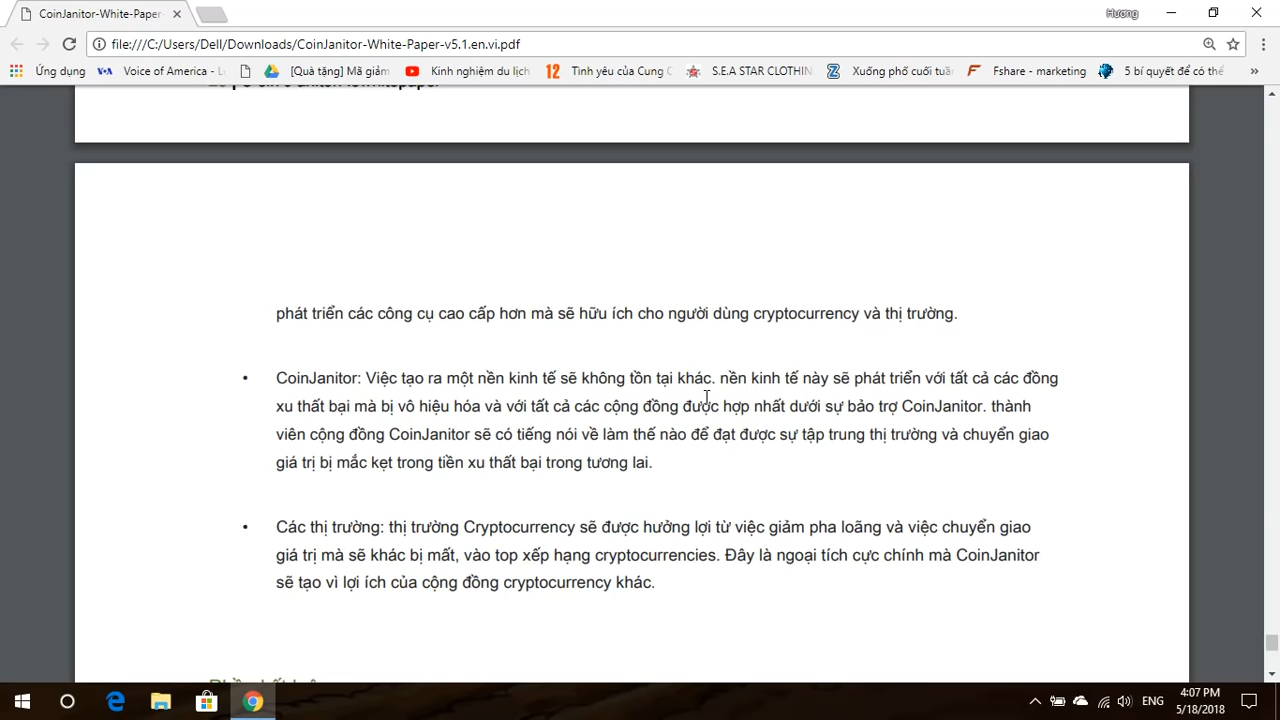 CoinJanitor-White-Paper-
Hương
file:///C:/Users/Dell/Downloads/CoinJanitor-White-Paper-v5.1.en.vi.pdf
Ứng dụng
VOA
Voice of America - L
[Quà tặng] Mã giảm
Kinh nghiệm du lịch
12
Tình yêu của Cung C
S.E.A STAR CLOTHIN
Z
Xuống phố cuối tuần
F
Fshare - marketing
5 bí quyết để có thể
»
phát triển các công cụ cao cấp hơn mà sẽ hữu ích cho người dùng cryptocurrency và thị trường.
• CoinJanitor: Việc tạo ra một nền kinh tế sẽ không tồn tại khác. nền kinh tế này sẽ phát triển với tất cả các đồng
xu thất bại mà bị vô hiệu hóa và với tất cả các cộng đồng được hợp nhất dưới sự bảo trợ CoinJanitor. thành
viên cộng đồng CoinJanitor sẽ có tiếng nói về làm thế nào để đạt được sự tập trung thị trường và chuyển giao
giá trị bị mắc kẹt trong tiền xu thất bại trong tương lai.
• Các thị trường: thị trường Cryptocurrency sẽ được hưởng lợi từ việc giảm pha loãng và việc chuyển giao
giá trị mà sẽ khác bị mất, vào top xếp hạng cryptocurrencies. Đây là ngoại tích cực chính mà CoinJanitor
sẽ tạo vì lợi ích của cộng đồng cryptocurrency khác.
ENG
4:07 PM
5/18/2018